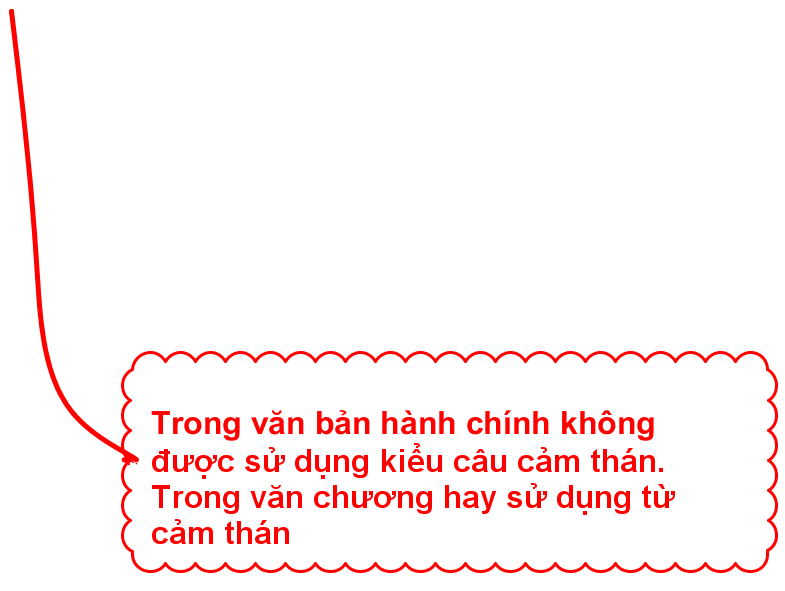 Trong văn bản hành chính không
được sử dụng kiểu câu cảm thán.
Trong văn chương hay sử dụng từ
cảm thán